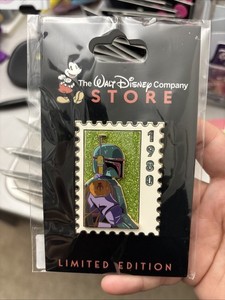 The WALT DISNEY Company
STORE
1980
LIMITED EDITION